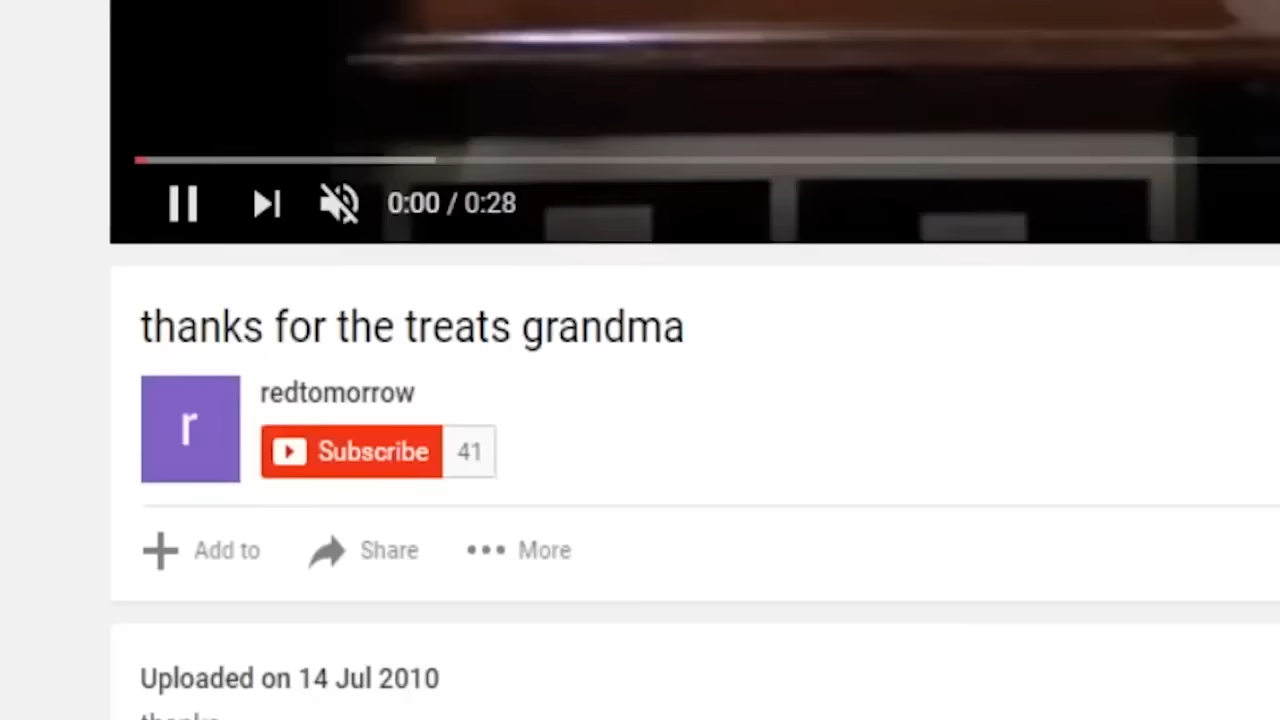 0:00 / 0:28
thanks for the treats grandma
r
redtomorrow
Subscribe 41
Add to Share More
Uploaded on 14 Jul 2010